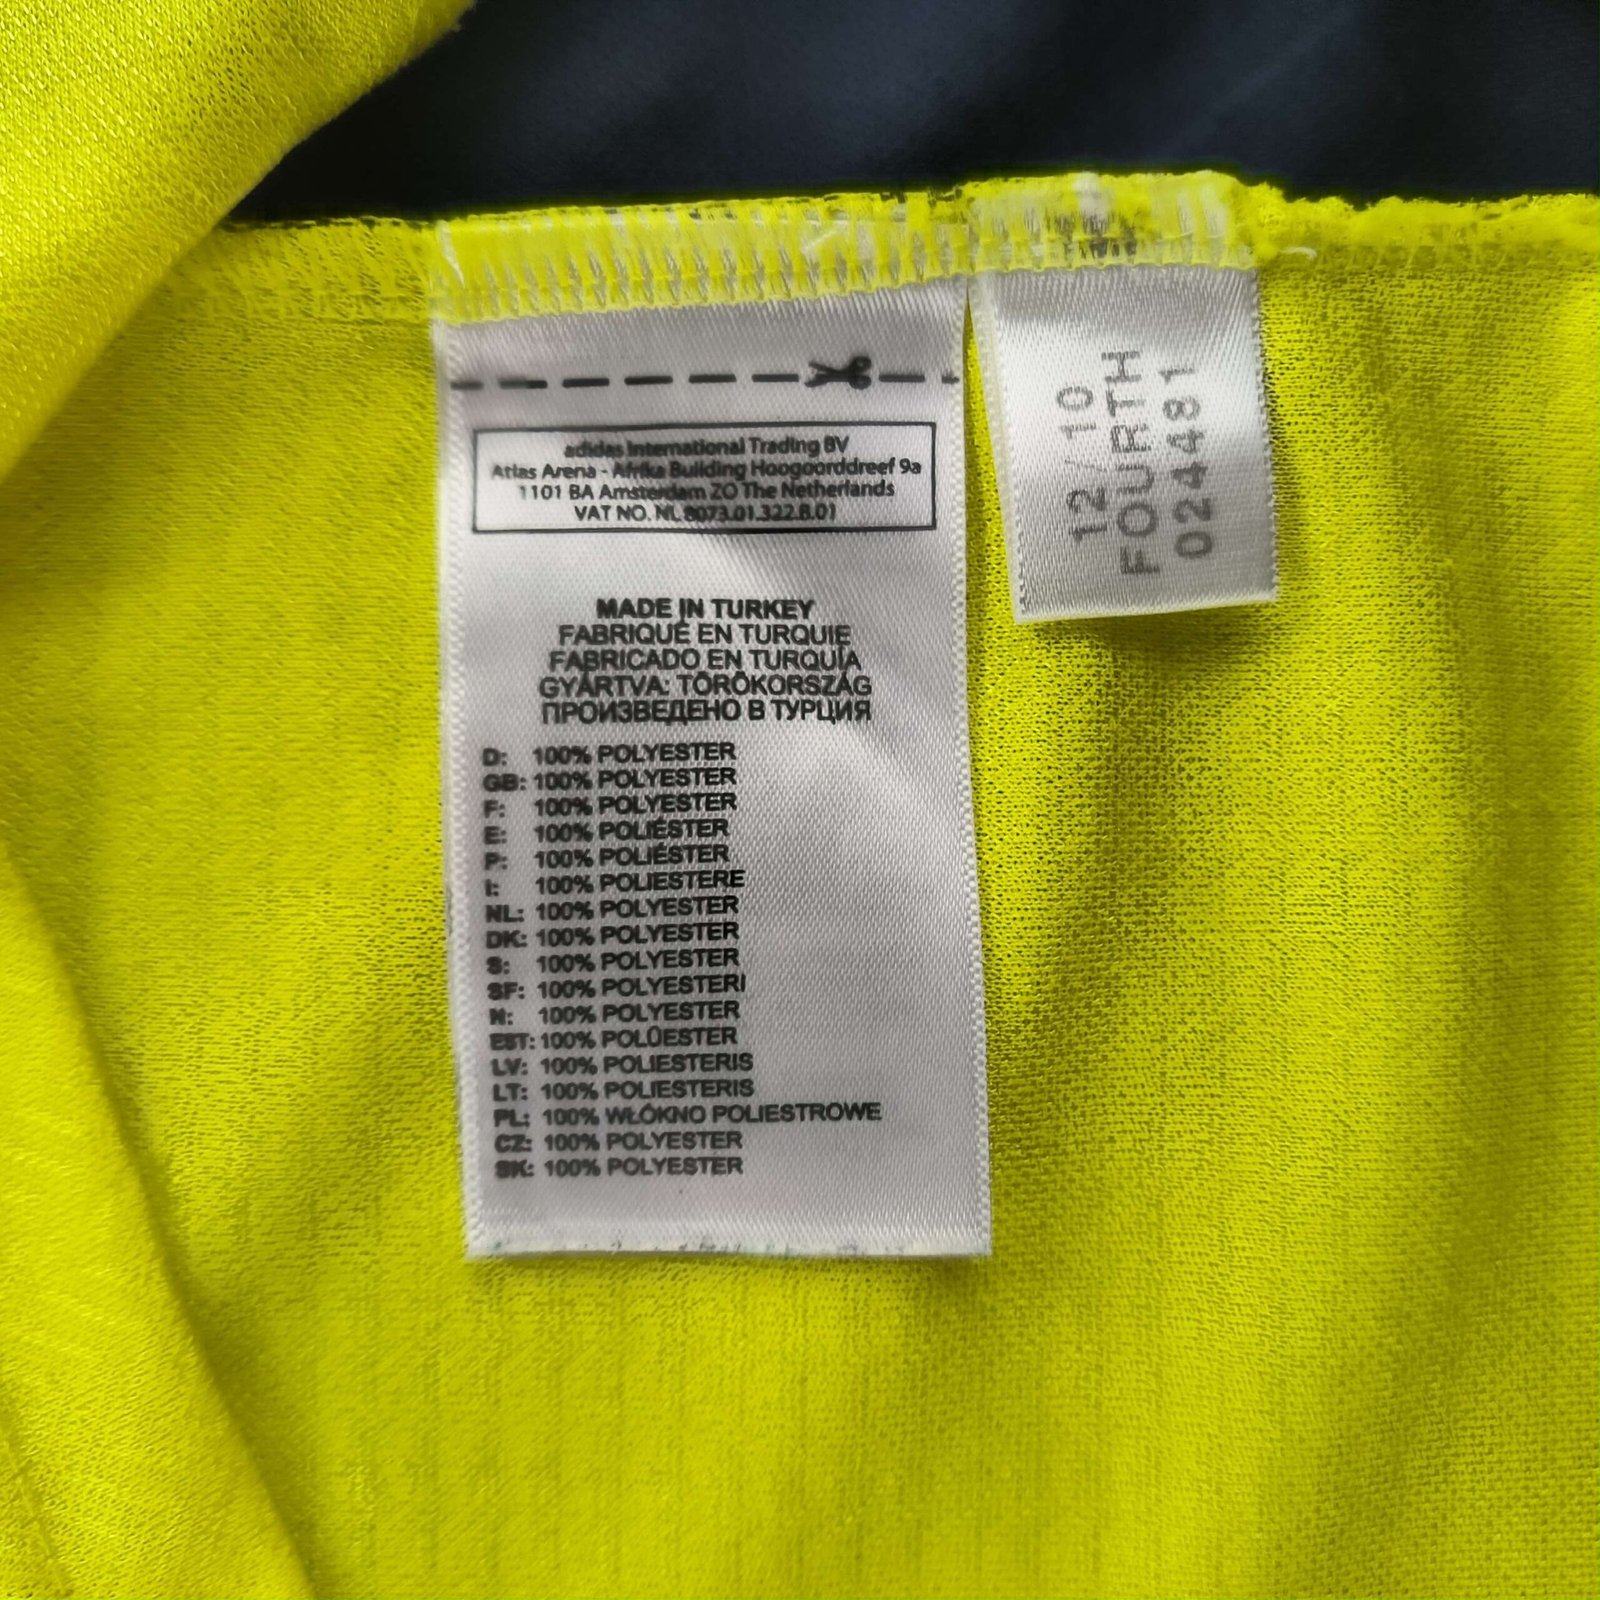 adidas International Trading BV
Atlas Arena - Afrika Building Hoogoorddreef 9a
1101 BA Amsterdam ZO The Netherlands
VAT NO. NL 8073.01.322.B.01
MADE IN TURKEY
FABRIQUÉ EN TURQUIE
FABRICADO EN TURQUÍA
GYÁRTVA: TÖRÖKORSZÁG
ПРОИЗВЕДЕНО В ТУРЦИЯ
D: 100% POLYESTER
GB: 100% POLYESTER
F: 100% POLYESTER
E: 100% POLIÉSTER
P: 100% POLIÉSTER
I: 100% POLIESTERE
NL: 100% POLYESTER
DK: 100% POLYESTER
S: 100% POLYESTER
SF: 100% POLYESTERI
N: 100% POLYESTER
EST: 100% POLÜESTER
LV: 100% POLIESTERIS
LT: 100% POLIESTERIS
PL: 100% WŁÓKNO POLIESTROWE
CZ: 100% POLYESTER
SK: 100% POLYESTER
12/10
FOURTH
024481